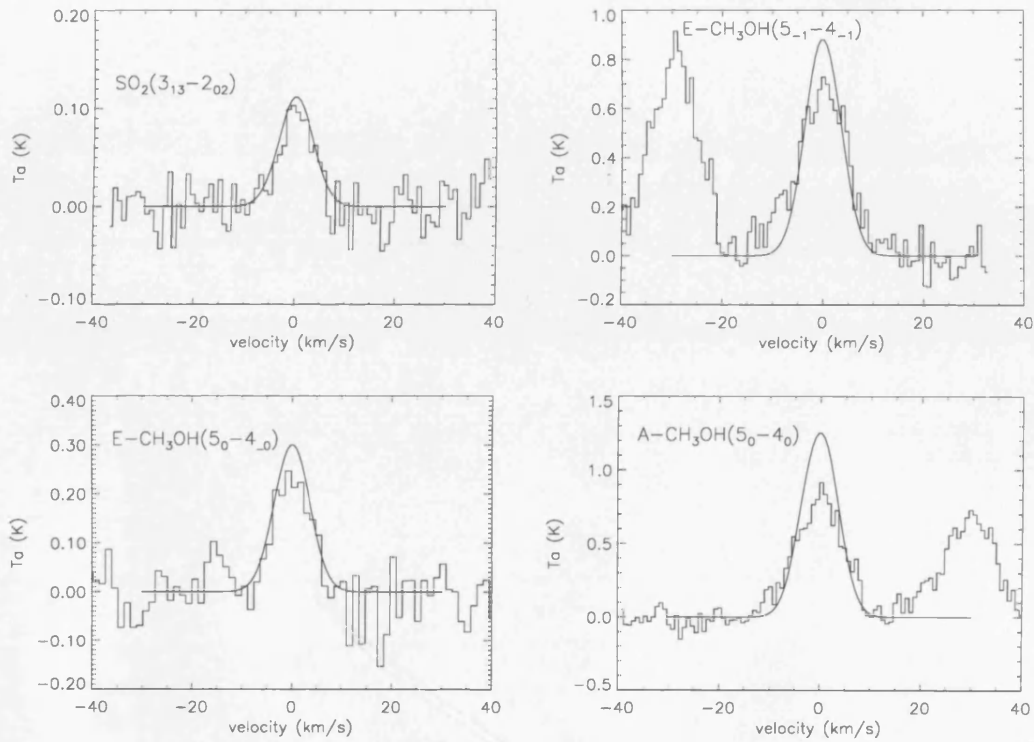 0.20
SO₂(3₁₃−2₀₂)
0.10
0.00
−0.10
Ta (K)
−40 −20 0 20 40
velocity (km/s)
1.0
E−CH₃OH(5₋₁−4₋₁)
0.8
0.6
0.4
0.2
0.0
−0.2
Ta (K)
−40 −20 0 20 40
velocity (km/s)
0.40
E−CH₃OH(5₀−4₋₀)
0.30
0.20
0.10
0.00
−0.10
−0.20
Ta (K)
−40 −20 0 20 40
velocity (km/s)
1.5
A−CH₃OH(5₀−4₀)
1.0
0.5
0.0
−0.5
Ta (K)
−40 −20 0 20 40
velocity (km/s)